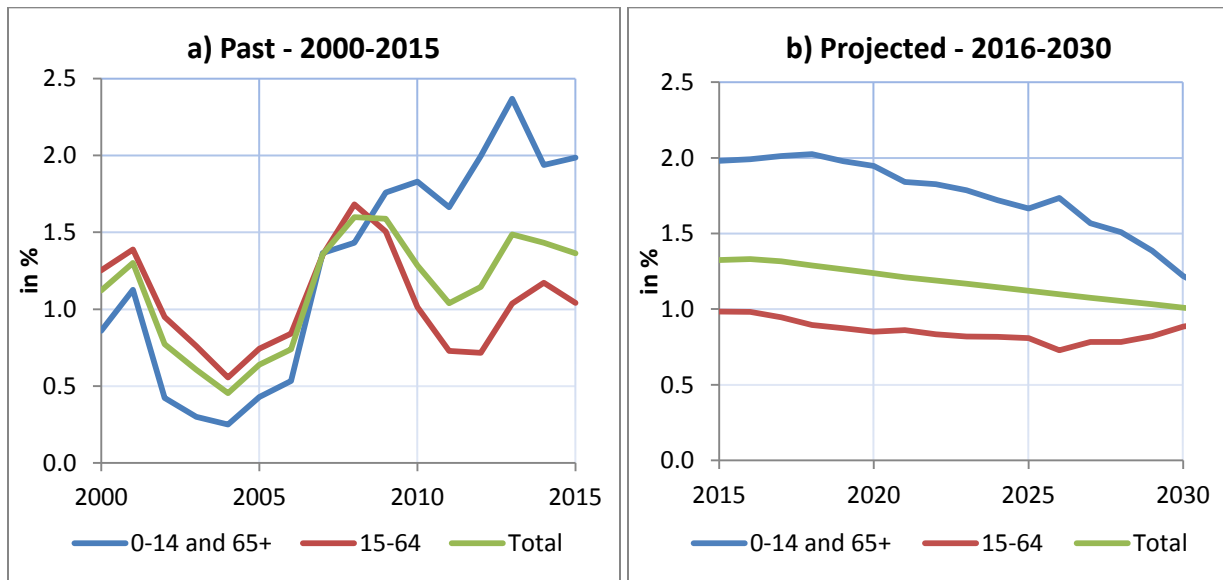 a) Past - 2000-2015
2.5
2.0
1.5
1.0
0.5
0.0
in %
2000 2005 2010 2015
0-14 and 65+ 15-64 Total
b) Projected - 2016-2030
2.5
2.0
1.5
1.0
0.5
0.0
in %
2015 2020 2025 2030
0-14 and 65+ 15-64 Total